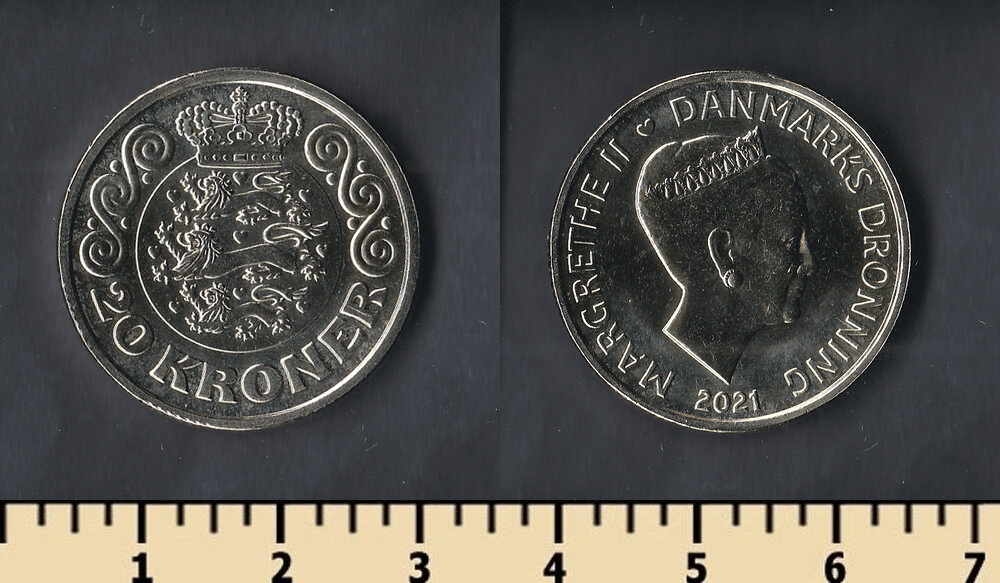 20 KRONER
MARGRETHE II ♥ DANMARKS DRONNING
2021
1 2 3 4 5 6 7